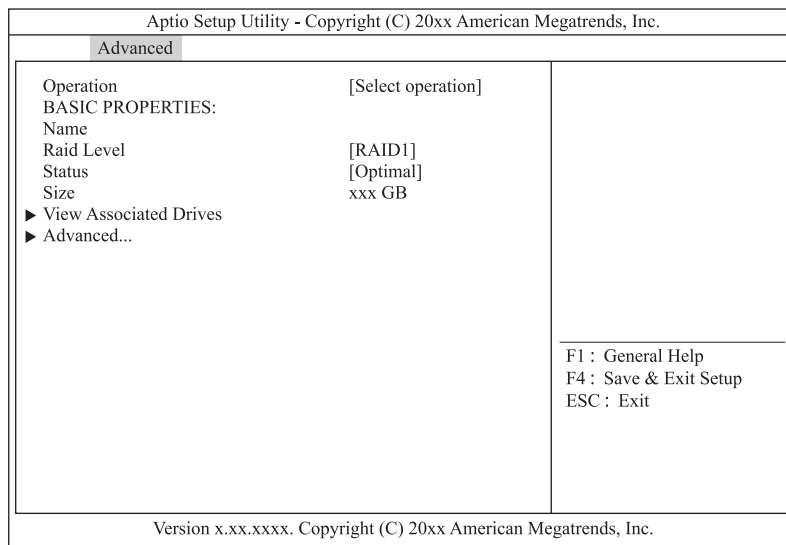 Aptio Setup Utility - Copyright (C) 20xx American Megatrends, Inc.
Advanced
Operation [Select operation]
BASIC PROPERTIES:
Name
Raid Level [RAID1]
Status [Optimal]
Size xxx GB
▶ View Associated Drives
▶ Advanced...
F1 : General Help
F4 : Save & Exit Setup
ESC : Exit
Version x.xx.xxxx. Copyright (C) 20xx American Megatrends, Inc.